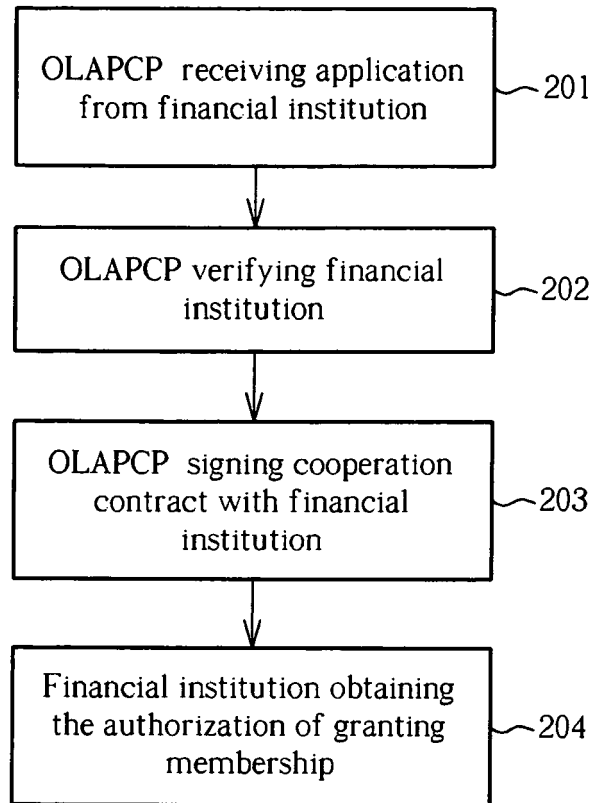 OLAPCP receiving application
from financial institution
201
OLAPCP verifying financial
institution
202
OLAPCP signing cooperation
contract with financial
institution
203
Financial institution obtaining
the authorization of granting
membership
204